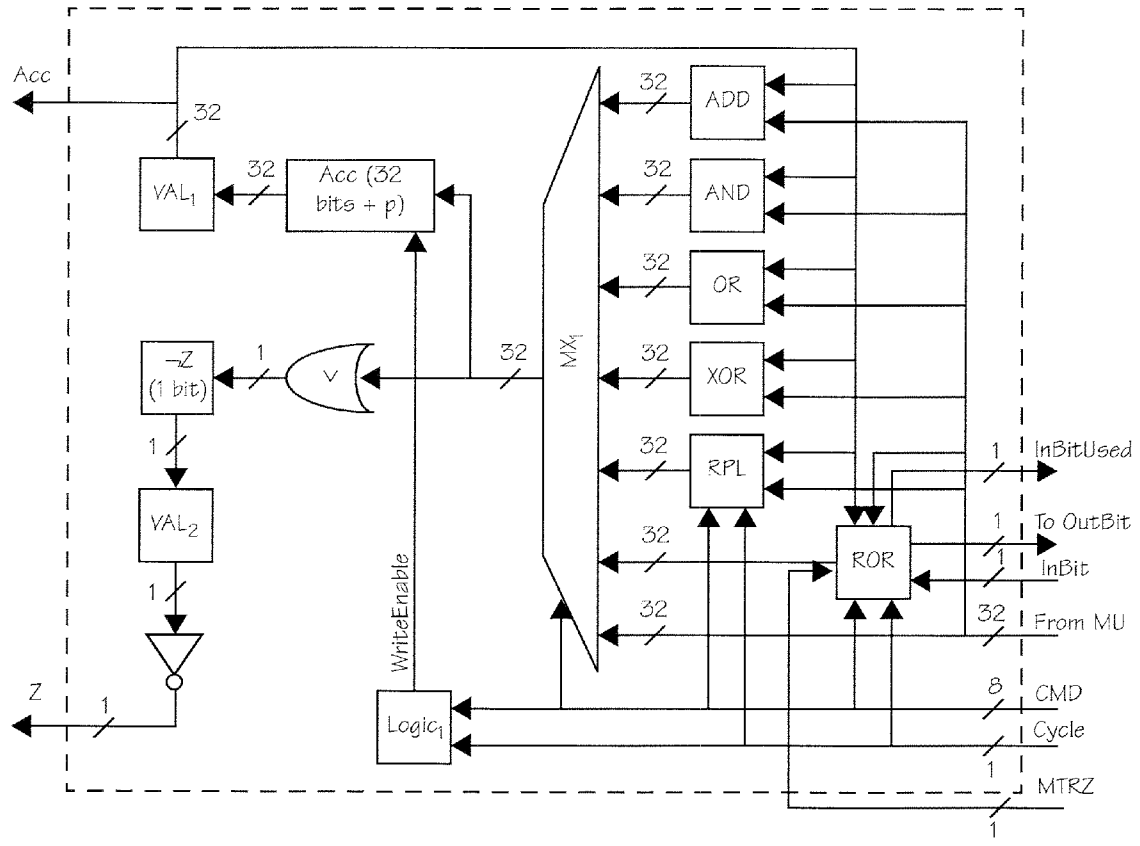 Acc
32
VAL1
32
Acc (32
bits + p)
32
ADD
32
AND
32
OR
32
XOR
32
RPL
MX1
32
1
V
¬Z
(1 bit)
1
VAL2
1
Z
1
WriteEnable
Logic1
32
ROR
32
1
InBitUsed
1
To OutBit
1
InBit
32
From MU
8
CMD
Cycle
1
MTRZ
1